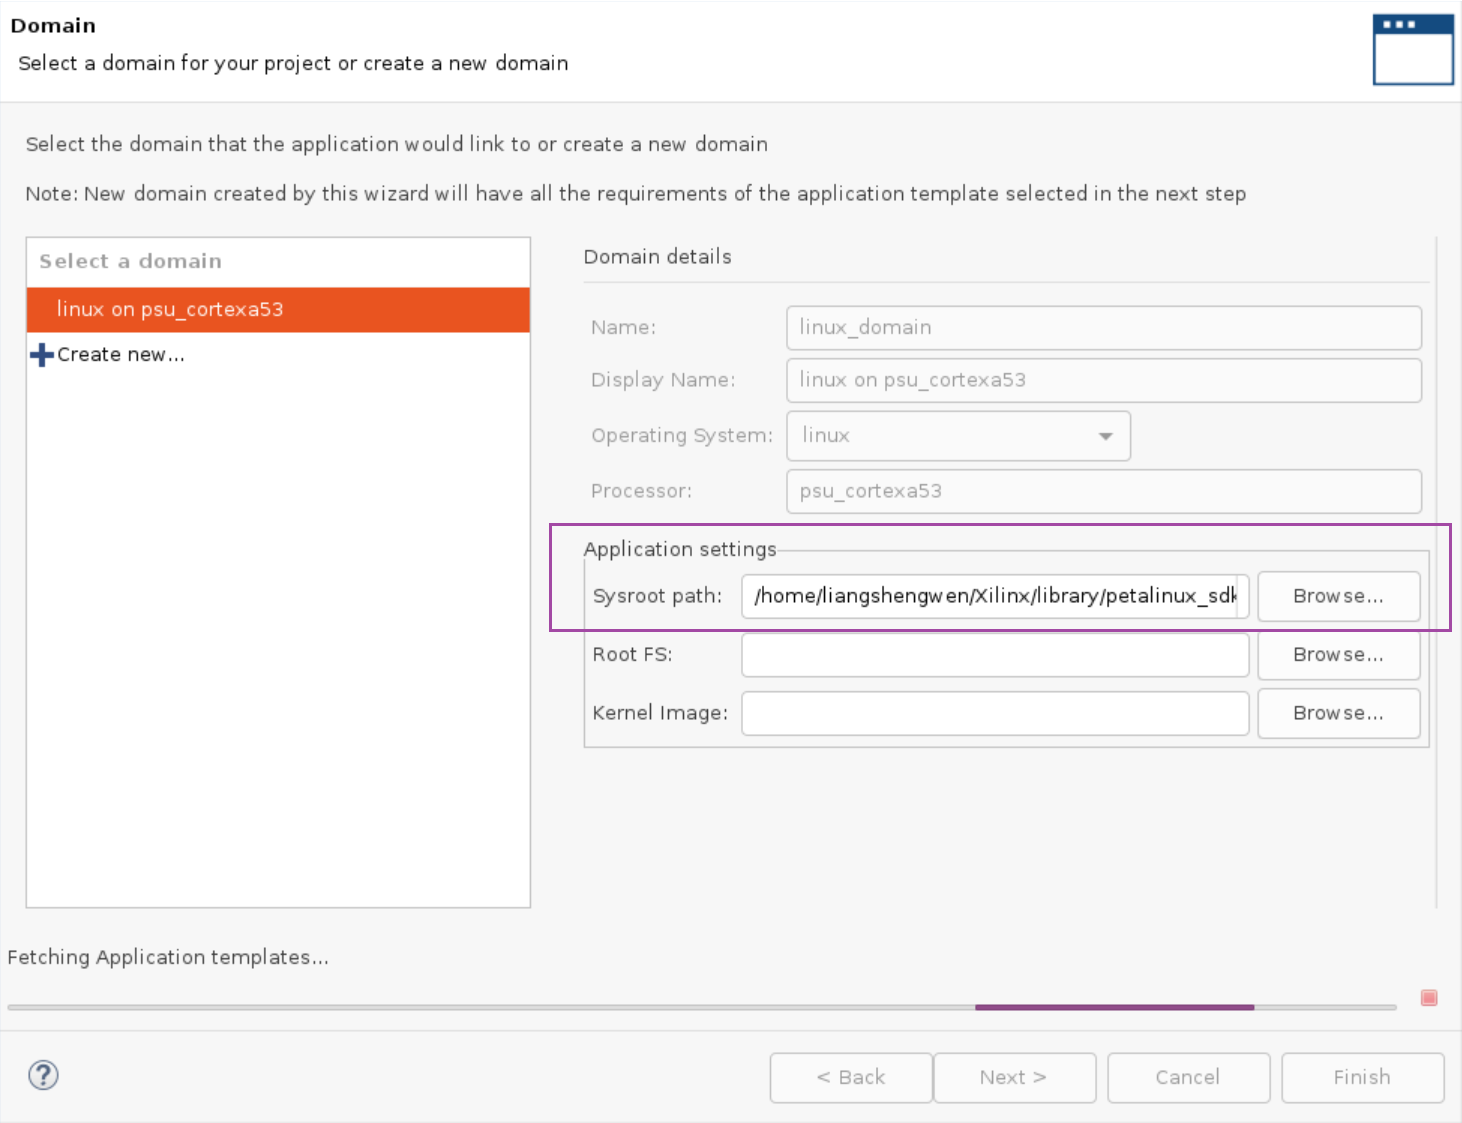 Domain
Select a domain for your project or create a new domain
Select the domain that the application would link to or create a new domain
Note: New domain created by this wizard will have all the requirements of the application template selected in the next step
Select a domain
linux on psu_cortexa53
Create new...
Domain details
Name: linux_domain
Display Name: linux on psu_cortexa53
Operating System: linux
Processor: psu_cortexa53
Application settings
Sysroot path: /home/liangshengwen/Xilinx/library/petalinux_sdk Browse...
Root FS: Browse...
Kernel Image: Browse...
Fetching Application templates...
? < Back Next > Cancel Finish